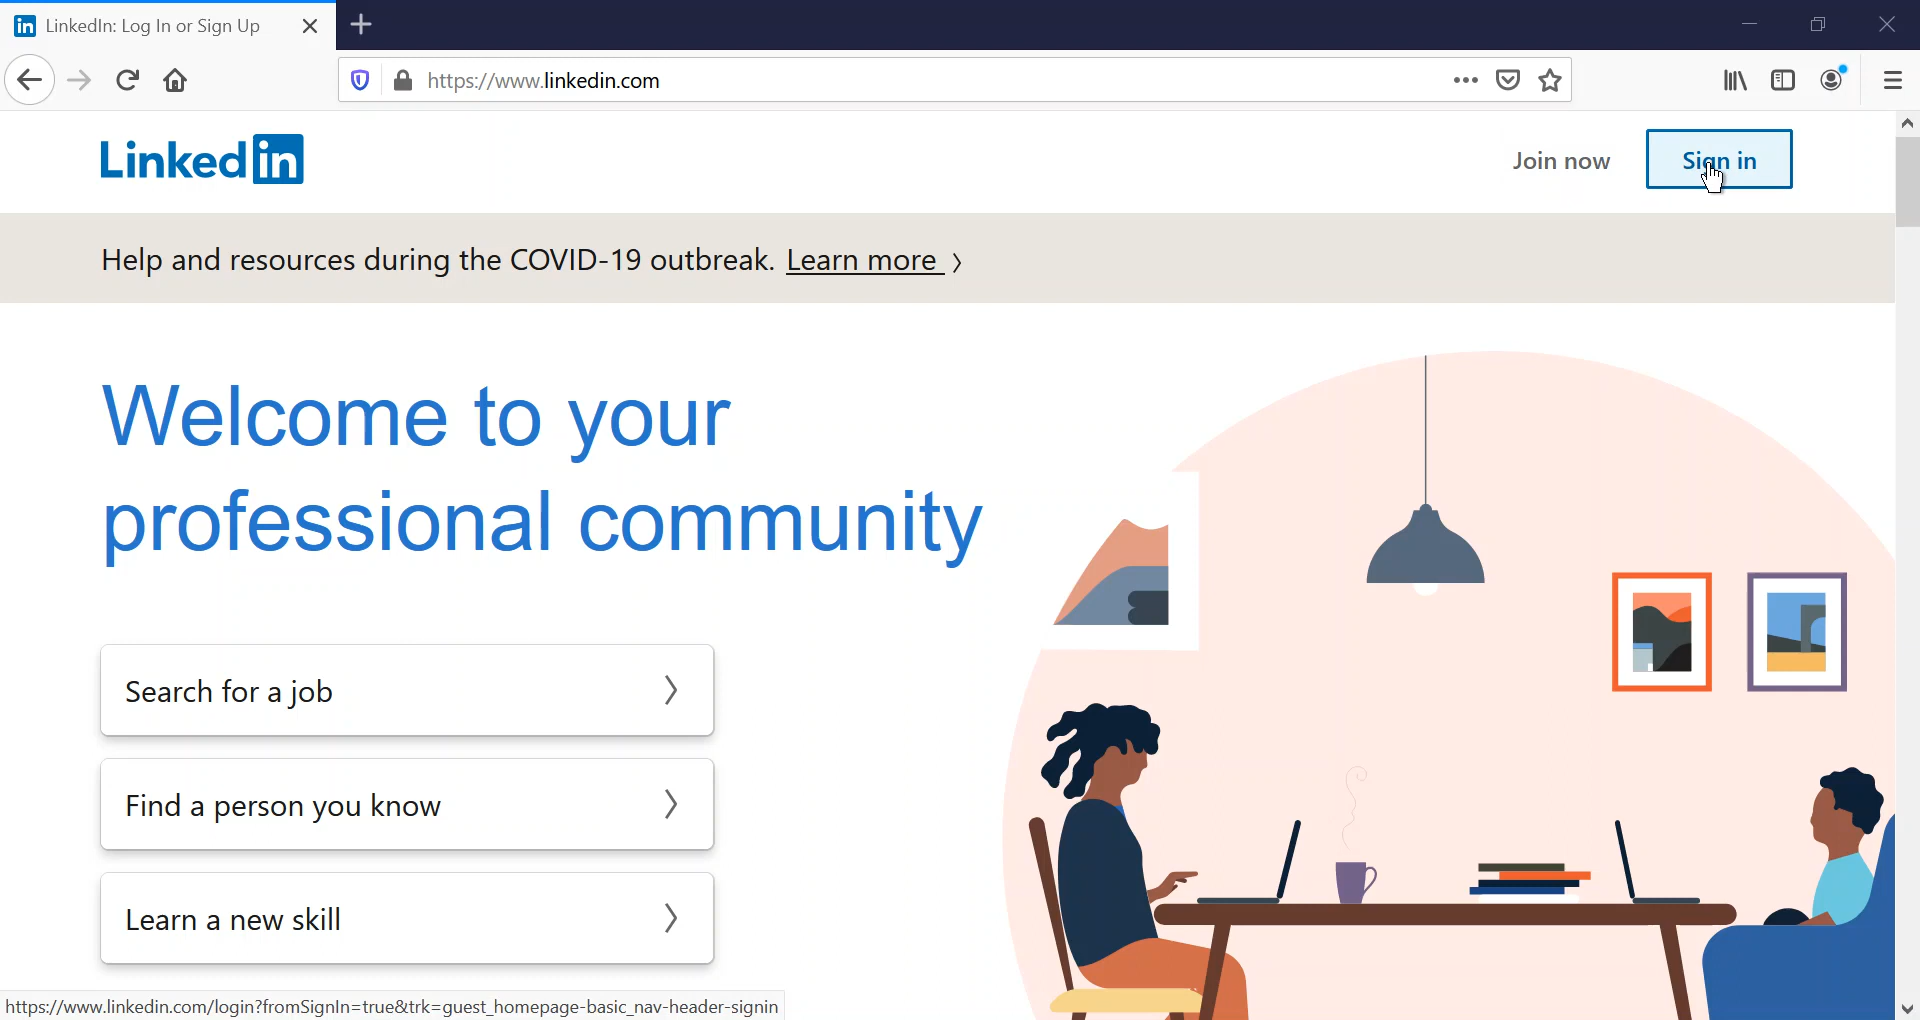 LinkedIn: Log In or Sign Up
https://www.linkedin.com
Linked in
Join now
Sign in
Help and resources during the COVID-19 outbreak. Learn more
Welcome to your
professional community
Search for a job
Find a person you know
Learn a new skill
https://www.linkedin.com/login?fromSignIn=true&trk=guest_homepage-basic_nav-header-signin